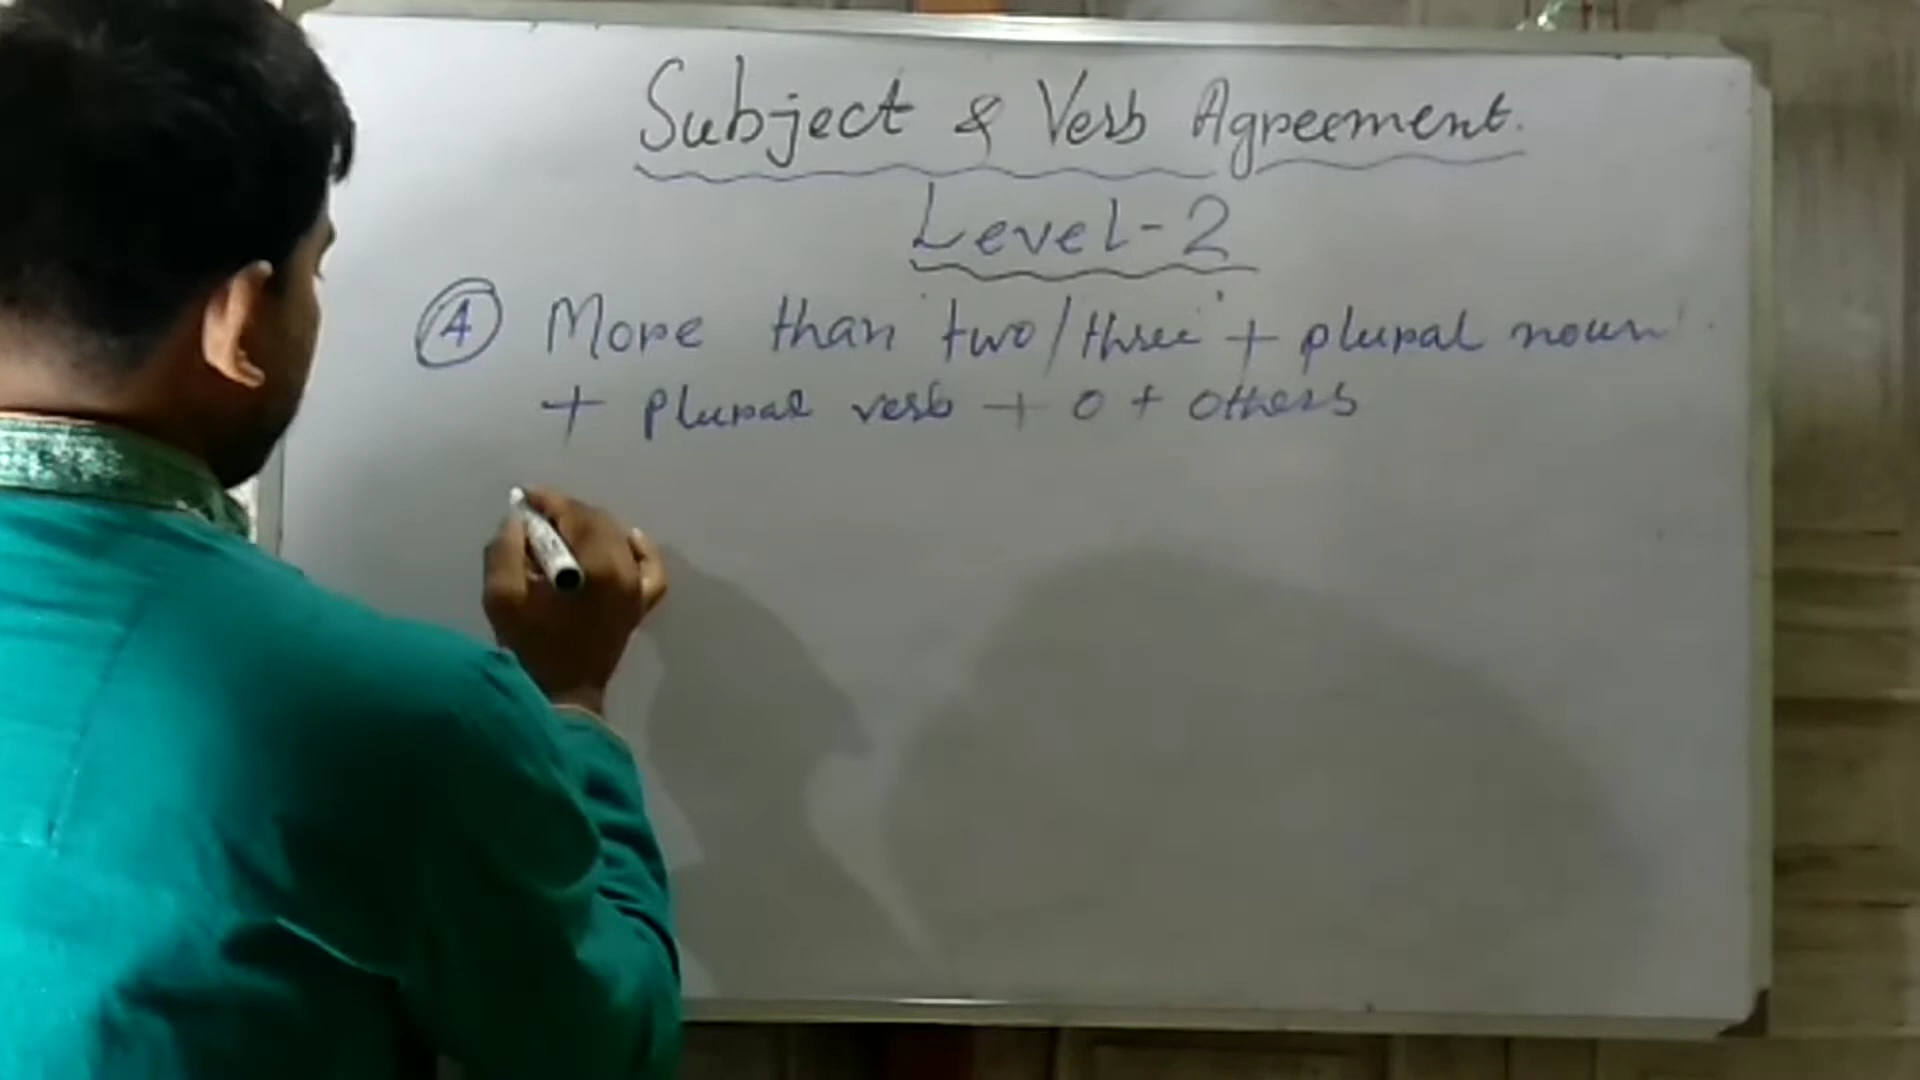 Subject & Verb Agreement.
Level-2
4 More than two/three + plural noun
+ plural verb + O + others